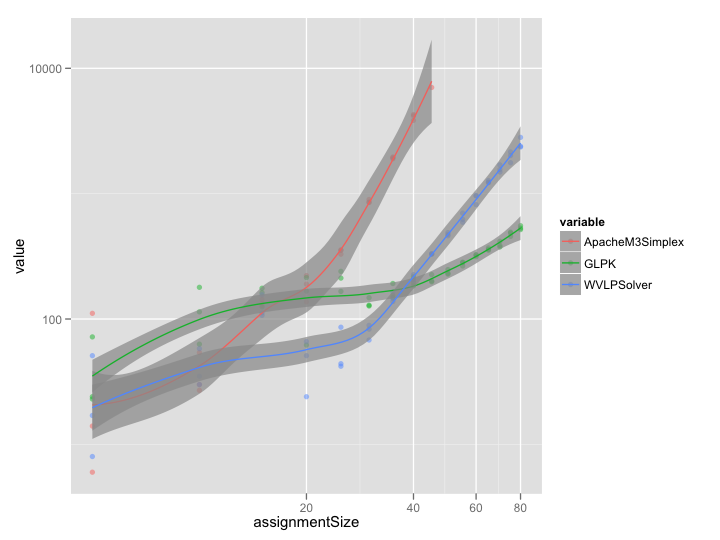 10000
100
value
20
40
60
80
assignmentSize
variable
ApacheM3Simplex
GLPK
WVLPSolver